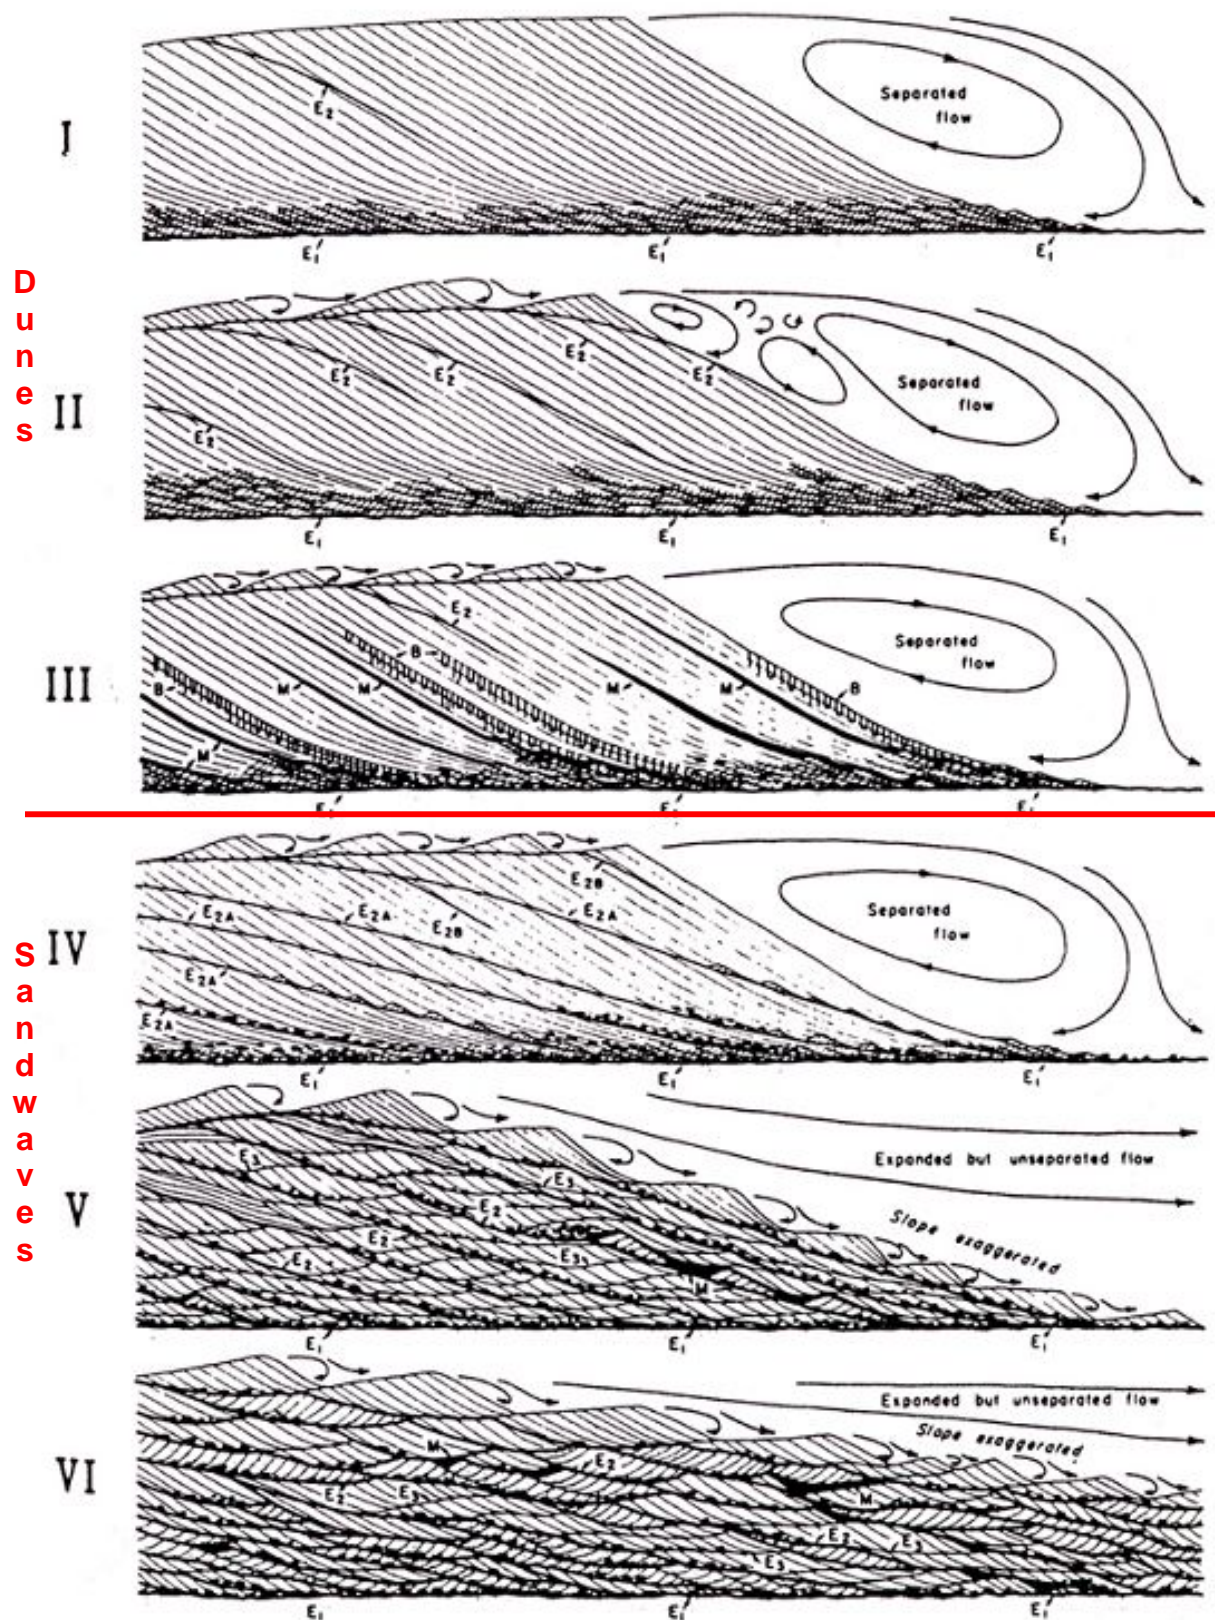 Dunes
Sandwaves
I
E2
Separated
flow
E1' E1' E1'
II
E2 E2 E2 E2
E2
Separated
flow
E1 E1 E1
III
E2
B
B
M M M M
B
M
Separated
flow
E1' E1' E1'
IV
E2B
E2A E2A E2A
E2B
E2A
E2A
Separated
flow
E1 E1 E1
V
Expanded but unseparated flow
Slope exaggerated
E3 E3
E2
E2
E2 E3
M
E1 E1 E1
VI
Expanded but unseparated flow
Slope exaggerated
M E2
E2 E3 M
E2 E3
E3
E1 E1' E1'